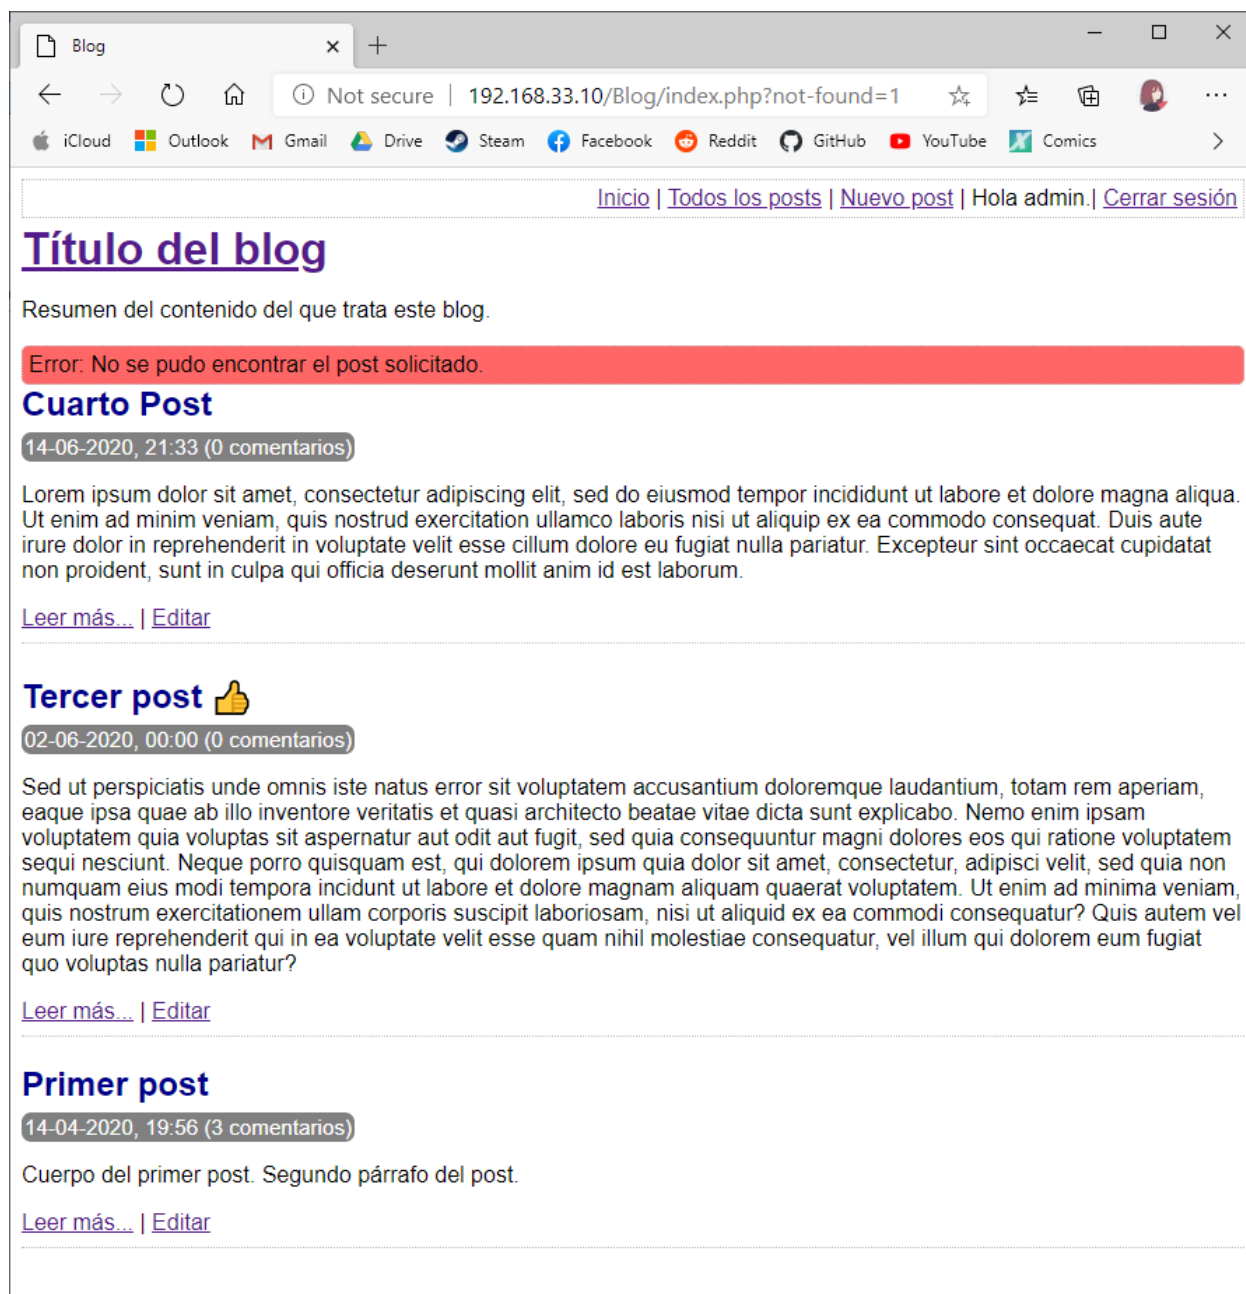 Blog
Not secure | 192.168.33.10/Blog/index.php?not-found=1
iCloud Outlook Gmail Drive Steam Facebook Reddit GitHub YouTube Comics
Inicio | Todos los posts | Nuevo post | Hola admin.| Cerrar sesión
Título del blog
Resumen del contenido del que trata este blog.
Error: No se pudo encontrar el post solicitado.
Cuarto Post
14-06-2020, 21:33 (0 comentarios)
Lorem ipsum dolor sit amet, consectetur adipiscing elit, sed do eiusmod tempor incididunt ut labore et dolore magna aliqua.
Ut enim ad minim veniam, quis nostrud exercitation ullamco laboris nisi ut aliquip ex ea commodo consequat. Duis aute
irure dolor in reprehenderit in voluptate velit esse cillum dolore eu fugiat nulla pariatur. Excepteur sint occaecat cupidatat
non proident, sunt in culpa qui officia deserunt mollit anim id est laborum.
Leer más... | Editar
Tercer post 👍
02-06-2020, 00:00 (0 comentarios)
Sed ut perspiciatis unde omnis iste natus error sit voluptatem accusantium doloremque laudantium, totam rem aperiam,
eaque ipsa quae ab illo inventore veritatis et quasi architecto beatae vitae dicta sunt explicabo. Nemo enim ipsam
voluptatem quia voluptas sit aspernatur aut odit aut fugit, sed quia consequuntur magni dolores eos qui ratione voluptatem
sequi nesciunt. Neque porro quisquam est, qui dolorem ipsum quia dolor sit amet, consectetur, adipisci velit, sed quia non
numquam eius modi tempora incidunt ut labore et dolore magnam aliquam quaerat voluptatem. Ut enim ad minima veniam,
quis nostrum exercitationem ullam corporis suscipit laboriosam, nisi ut aliquid ex ea commodi consequatur? Quis autem vel
eum iure reprehenderit qui in ea voluptate velit esse quam nihil molestiae consequatur, vel illum qui dolorem eum fugiat
quo voluptas nulla pariatur?
Leer más... | Editar
Primer post
14-04-2020, 19:56 (3 comentarios)
Cuerpo del primer post. Segundo párrafo del post.
Leer más... | Editar